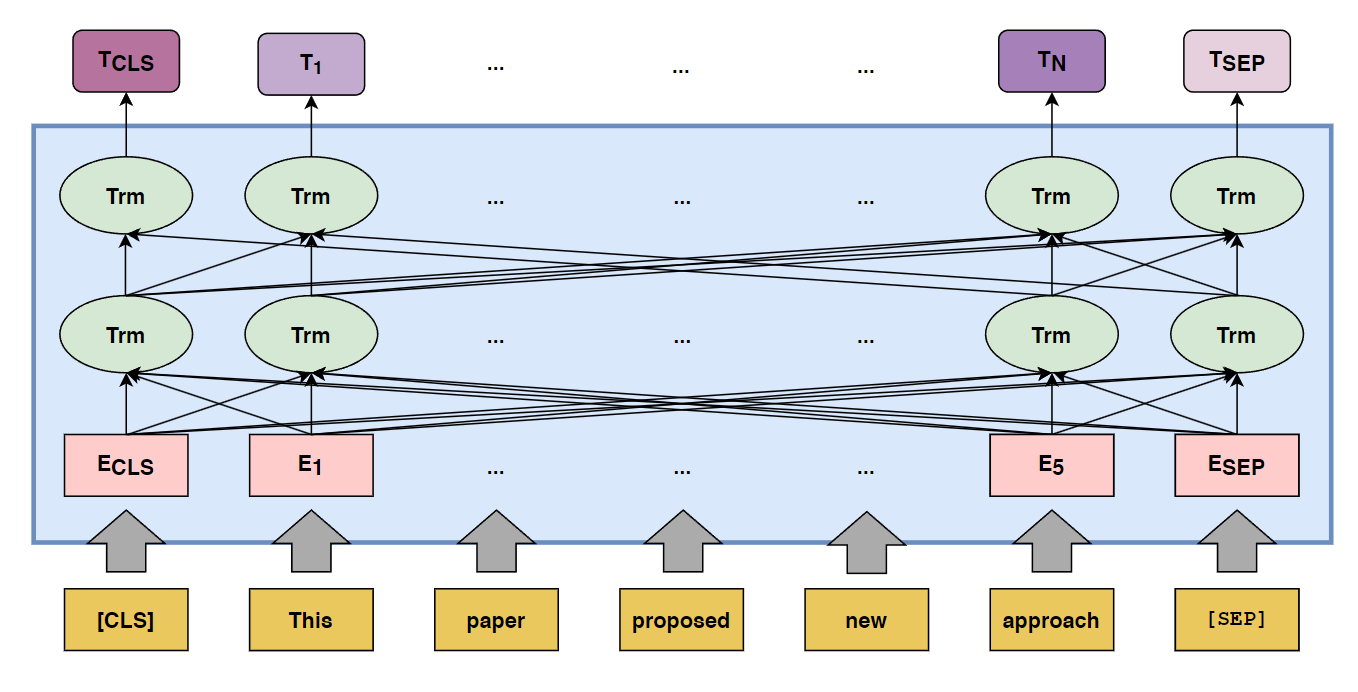 TCLS T1 ... ... ... TN TSEP
Trm Trm ... ... ... Trm Trm
Trm Trm ... ... ... Trm Trm
ECLS E1 ... ... ... E5 ESEP
[CLS] This paper proposed new approach [SEP]